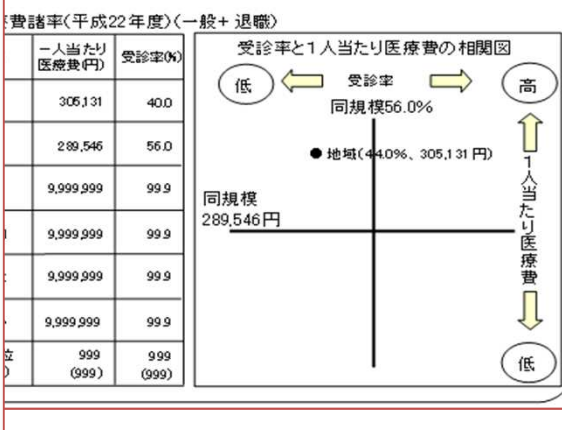 費諸率(平成22年度)(一般+退職)
一人当たり
医療費(円)
受診率(%)
305,131
40.0
289,546
56.0
9,999,999
99.9
9,999,999
99.9
9,999,999
99.9
9,999,999
99.9
位
999
(999)
999
(999)
受診率と1人当たり医療費の相関図
低
受診率
高
同規模56.0%
●地域(44.0%、305,131円)
同規模
289,546円
1人当たり医療費
低